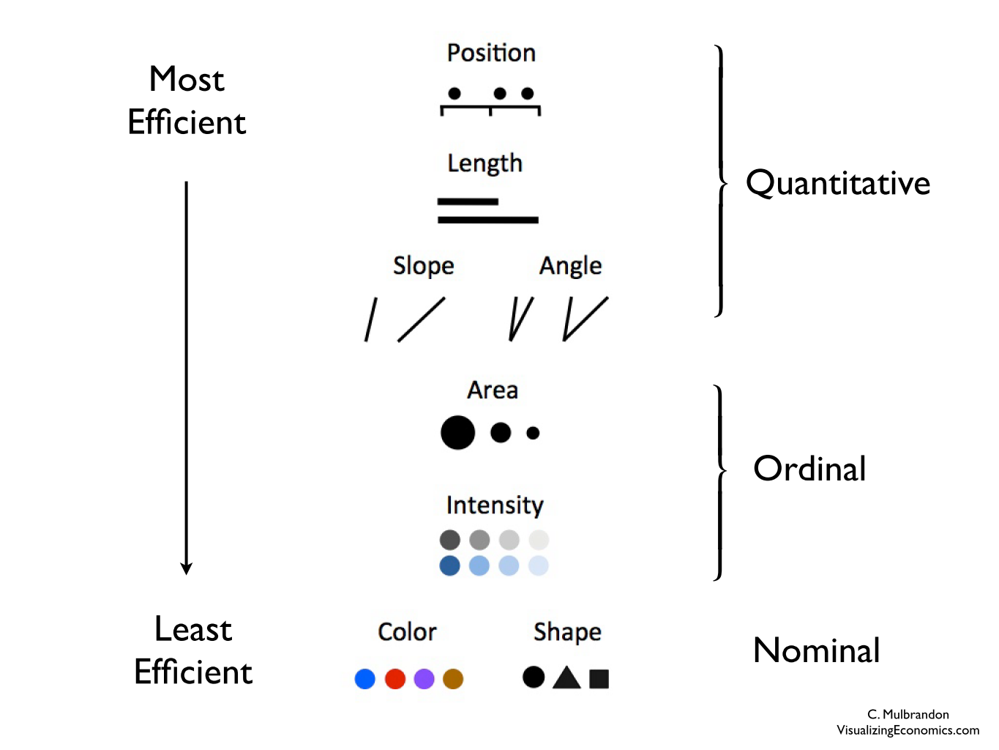 Most
Efficient
Position
Length
Quantitative
Slope
Angle
Area
Ordinal
Intensity
Least
Efficient
Color
Shape
Nominal
C. Mulbrandon
VisualizingEconomics.com